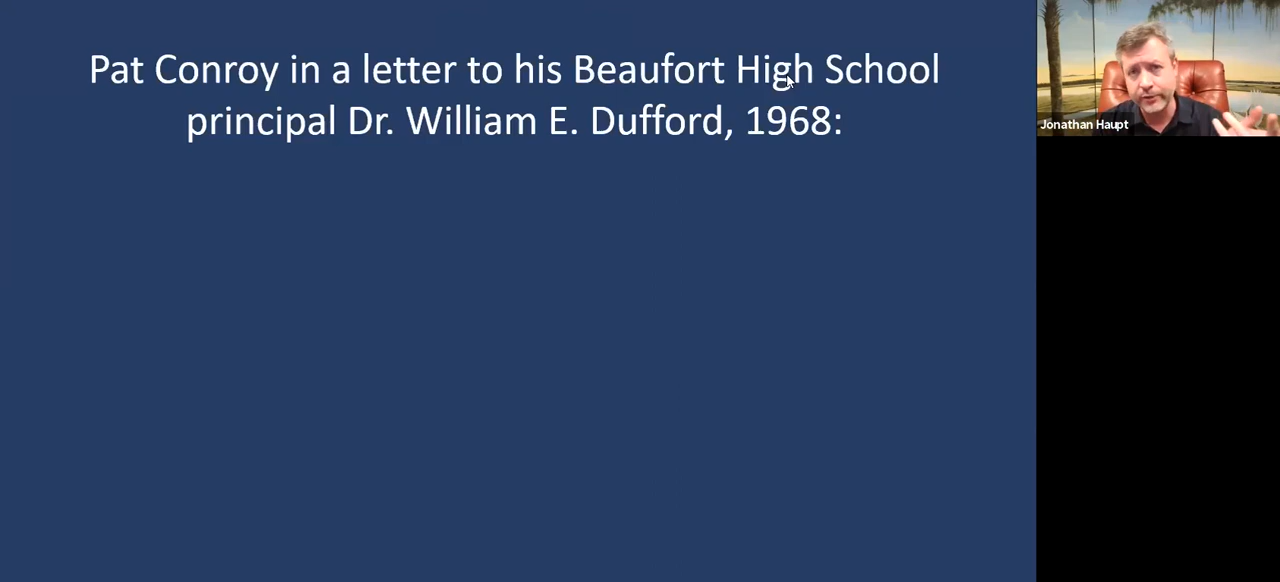 Pat Conroy in a letter to his Beaufort High School
principal Dr. William E. Dufford, 1968:
Jonathan Haupt